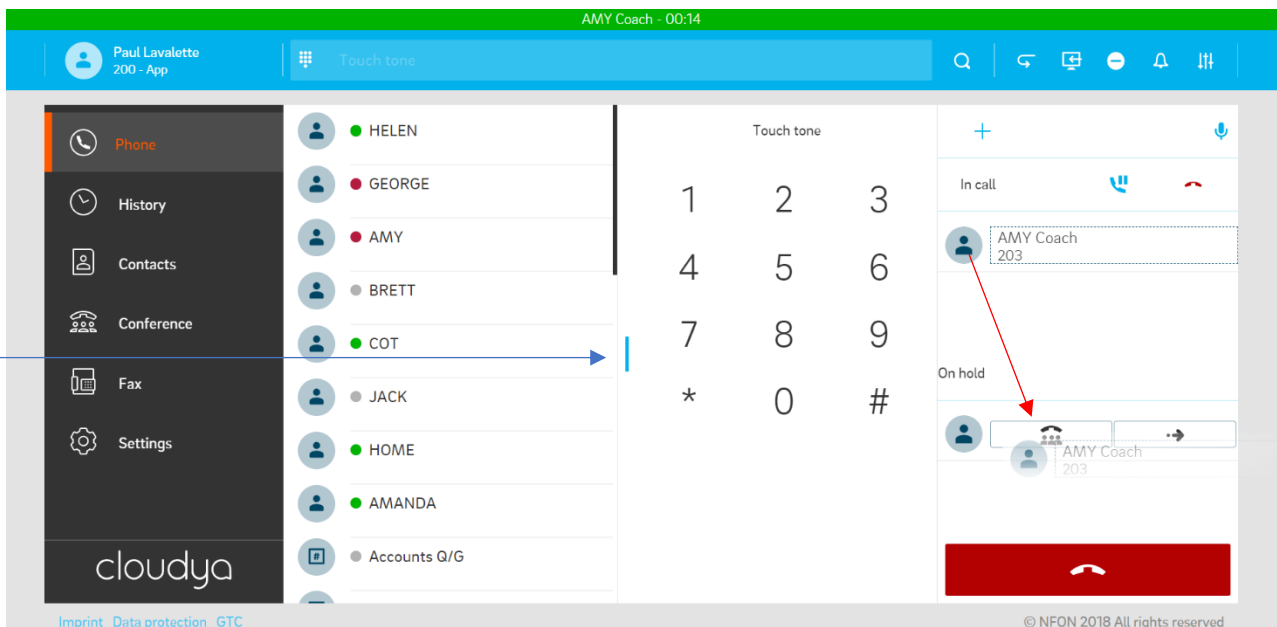 AMY Coach - 00:14
Paul Lavalette
200 - App
Touch tone
Phone
History
Contacts
Conference
Fax
Settings
cloudya
HELEN
GEORGE
AMY
BRETT
COT
JACK
HOME
AMANDA
# Accounts Q/G
Touch tone
1 2 3
4 5 6
7 8 9
* 0 #
In call
AMY Coach
203
On hold
AMY Coach
203
Imprint Data protection GTC
© NFON 2018 All rights reserved